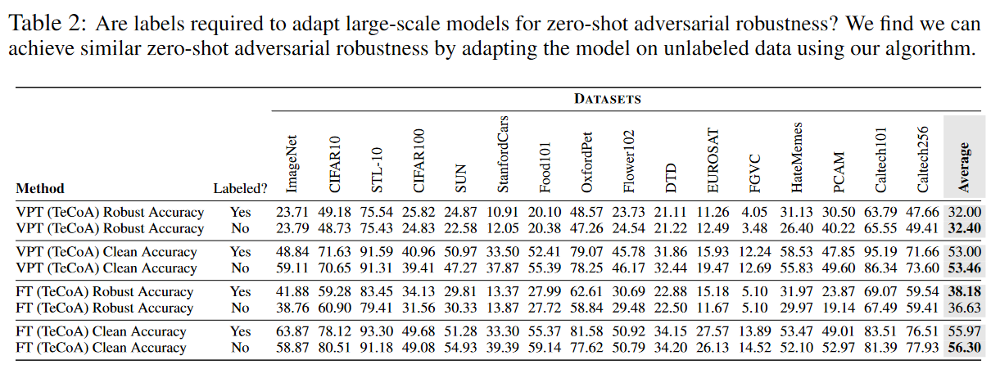 Table 2: Are labels required to adapt large-scale models for zero-shot adversarial robustness? We find we can
achieve similar zero-shot adversarial robustness by adapting the model on unlabeled data using our algorithm.
DATASETS
Method Labeled? ImageNet CIFAR10 STL-10 CIFAR100 SUN StanfordCars Food101 OxfordPet Flower102 DTD EUROSAT FGVC HateMemes PCAM Caltech101 Caltech256 Average
VPT (TeCoA) Robust Accuracy Yes 23.71 49.18 75.54 25.82 24.87 10.91 20.10 48.57 23.73 21.11 11.26 4.05 31.13 30.50 63.79 47.66 32.00
VPT (TeCoA) Robust Accuracy No 23.79 48.73 75.43 24.83 22.58 12.05 20.38 47.26 24.54 21.22 12.49 3.48 26.40 40.22 65.55 49.41 32.40
VPT (TeCoA) Clean Accuracy Yes 48.84 71.63 91.59 40.96 50.97 33.50 52.41 79.07 45.78 31.86 15.93 12.24 58.53 47.85 95.19 71.66 53.00
VPT (TeCoA) Clean Accuracy No 59.11 70.65 91.31 39.41 47.27 37.87 55.39 78.25 46.17 32.44 19.47 12.69 55.83 49.60 86.34 73.60 53.46
FT (TeCoA) Robust Accuracy Yes 41.88 59.28 83.45 34.13 29.81 13.37 27.99 62.61 30.69 22.88 15.18 5.10 31.97 23.87 69.07 59.54 38.18
FT (TeCoA) Robust Accuracy No 38.76 60.90 79.41 31.56 30.33 13.87 27.72 58.84 29.48 22.50 11.67 5.10 29.97 19.14 67.49 59.41 36.63
FT (TeCoA) Clean Accuracy Yes 63.87 78.12 93.30 49.68 51.28 33.30 55.37 81.58 50.92 34.15 27.57 13.89 53.47 49.01 83.51 76.51 55.97
FT (TeCoA) Clean Accuracy No 58.87 80.51 91.18 49.08 54.93 39.39 59.14 77.62 50.79 34.20 26.13 14.52 52.10 52.97 81.39 77.93 56.30